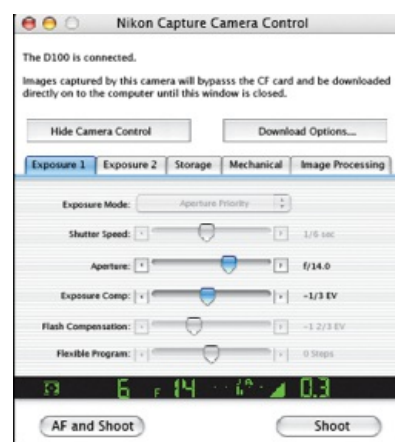 Nikon Capture Camera Control
The D100 is connected.
Images captured by this camera will bypasss the CF card and be downloaded
directly on to the computer until this window is closed.
Hide Camera Control Download Options...
Exposure 1 Exposure 2 Storage Mechanical Image Processing
Exposure Mode: Aperture Priority
Shutter Speed: 1/6 sec
Aperture: f/14.0
Exposure Comp: -1/3 EV
Flash Compensation: -1 2/3 EV
Flexible Program: 0 Steps
6 F 14 0.3
AF and Shoot Shoot